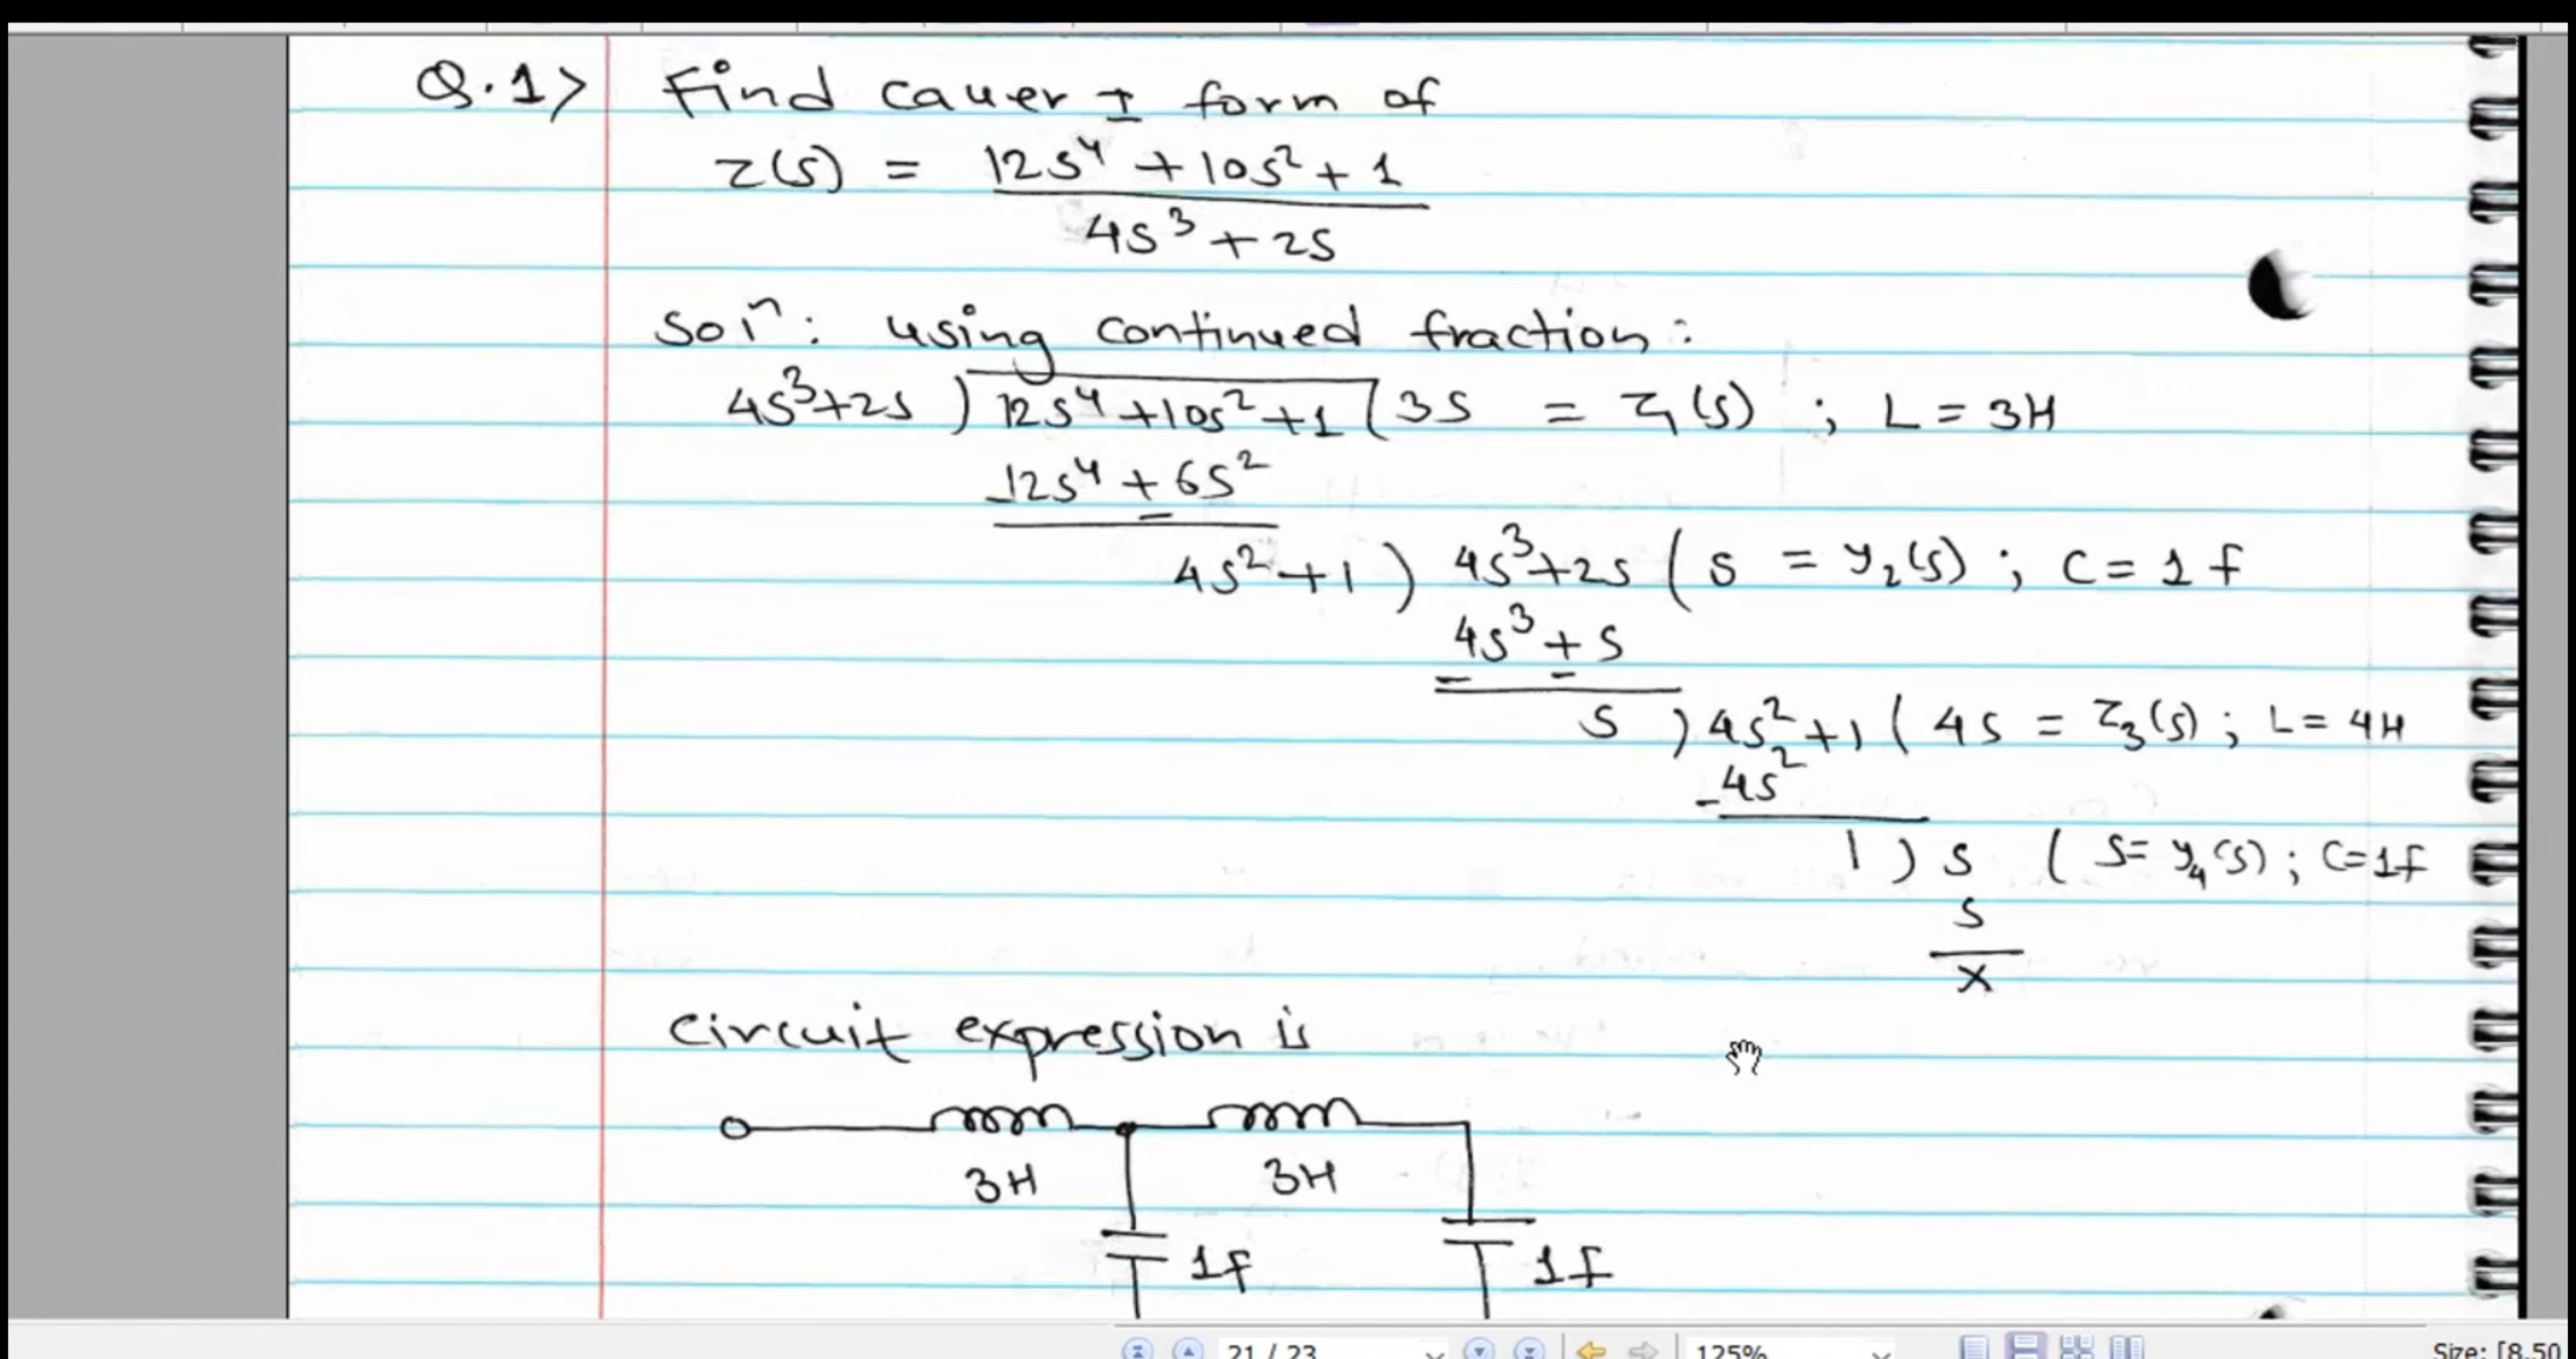 Q.1> Find cauer I form of
z(s) = 12s⁴ + 10s² + 1
4s³ + 2s
Solⁿ: using continued fraction:
4s³+2s ) 12s⁴ +10s² +1 ( 3s = z₁(s) ; L = 3H
-12s⁴ + 6s²
-
4s² + 1 ) 4s³+2s ( s = y₂(s) ; c = 1 f
4s³ + s
- -
s ) 4s²+1 ( 4s = z₃(s) ; L = 4H
-4s²
1 ) s ( s= y₄(s) ; c=1f
s
x
circuit expression is
3H 3H
1f 1f
21 / 23 125% Size: [8.50